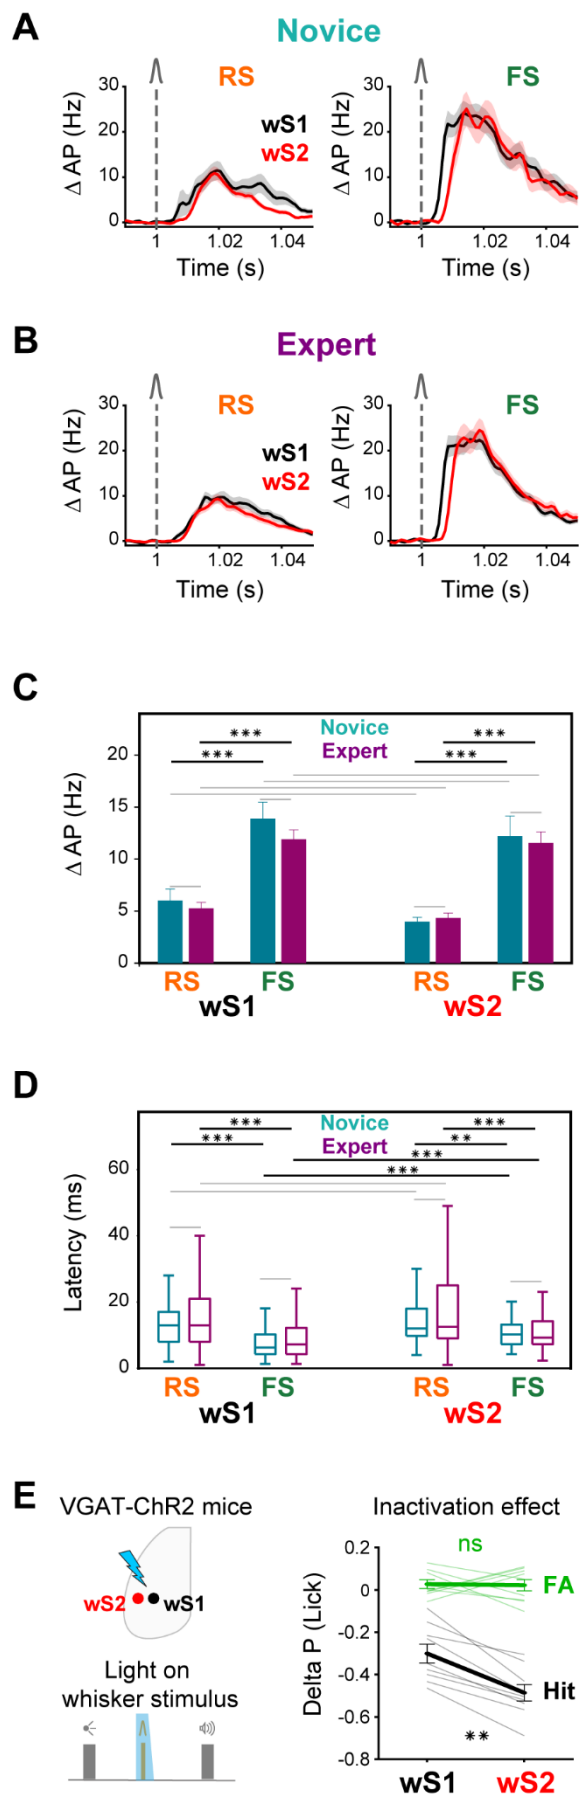 A
Novice
RS
FS
wS1
wS2
Δ AP (Hz)
30
20
10
0
1
1.02
1.04
Time (s)
Δ AP (Hz)
30
20
10
0
1
1.02
1.04
Time (s)
B
Expert
RS
FS
wS1
wS2
Δ AP (Hz)
30
20
10
0
1
1.02
1.04
Time (s)
Δ AP (Hz)
30
20
10
0
1
1.02
1.04
Time (s)
C
Novice
Expert
***
***
***
***
Δ AP (Hz)
20
15
10
5
0
RS
FS
RS
FS
wS1
wS2
D
Novice
Expert
***
***
***
**
***
***
Latency (ms)
60
40
20
0
RS
FS
RS
FS
wS1
wS2
E
VGAT-ChR2 mice
wS2
wS1
Light on
whisker stimulus
Inactivation effect
Delta P (Lick)
0.2
0
-0.2
-0.4
-0.6
-0.8
ns
FA
Hit
**
wS1
wS2